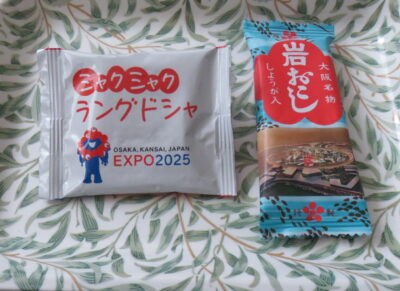 ミャクミャク
ラングドシャ
OSAKA, KANSAI, JAPAN
EXPO2025
大阪名物
岩おこし
しょうが入